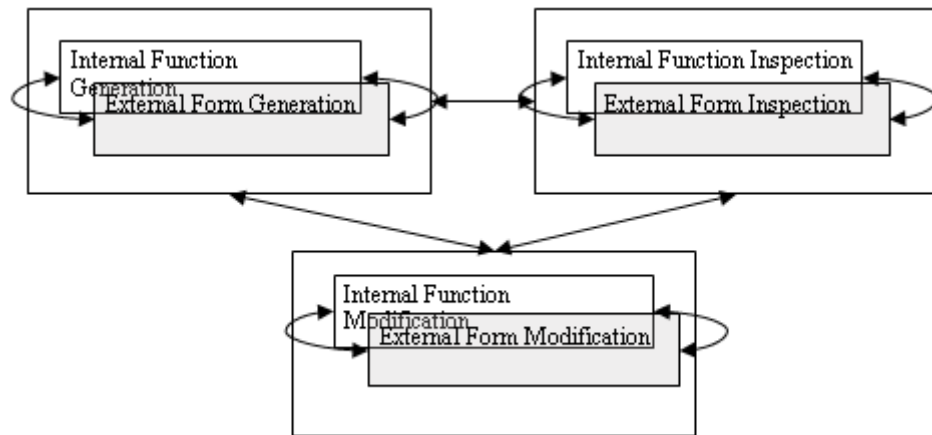 Internal Function
Generation
External Form Generation
Internal Function Inspection
External Form Inspection
Internal Function
Modification
External Form Modification